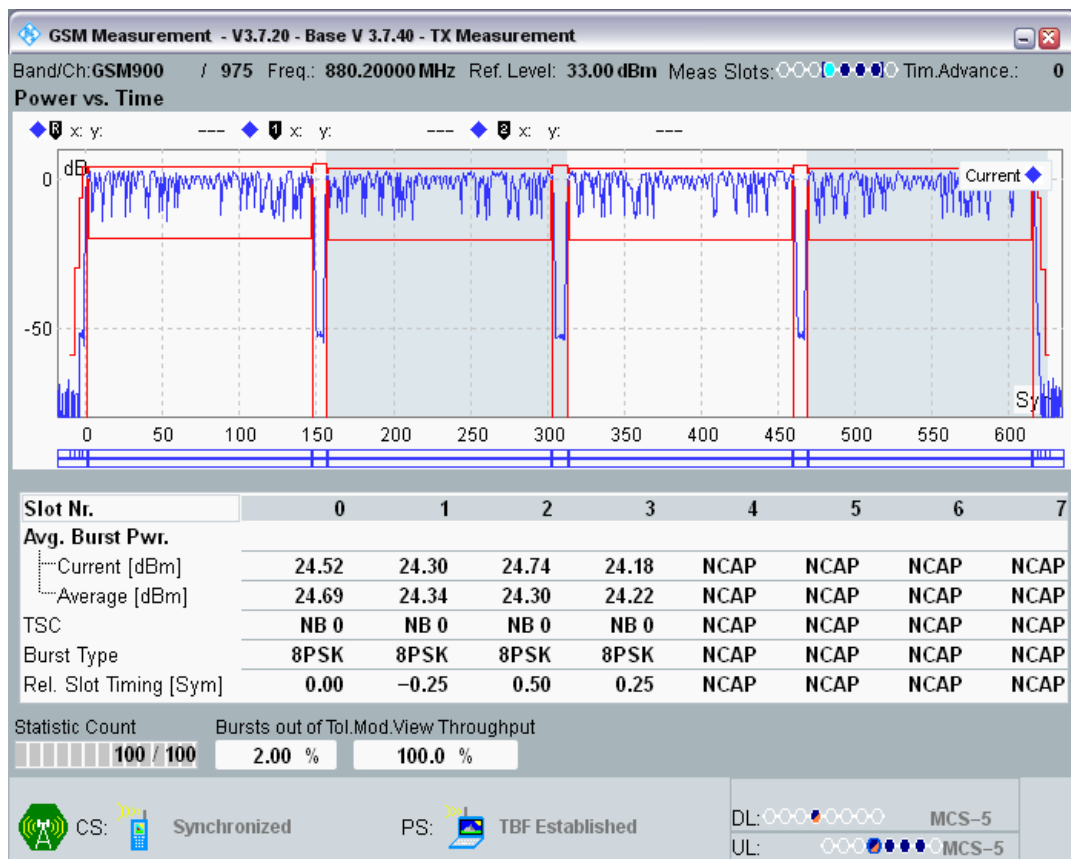 GSM Measurement - V3.7.20 - Base V 3.7.40 - TX Measurement
Band/Ch: GSM900 / 975 Freq.: 880.20000 MHz Ref. Level: 33.00 dBm Meas Slots: Tim.Advance.: 0
Power vs. Time
R x: y: --- 1 x: y: --- 2 x: y: ---
dB
Current
0
-50
Sy
0 50 100 150 200 250 300 350 400 450 500 550 600
Slot Nr. 0 1 2 3 4 5 6 7
Avg. Burst Pwr.
Current [dBm] 24.52 24.30 24.74 24.18 NCAP NCAP NCAP NCAP
Average [dBm] 24.69 24.34 24.30 24.22 NCAP NCAP NCAP NCAP
TSC NB 0 NB 0 NB 0 NB 0 NCAP NCAP NCAP NCAP
Burst Type 8PSK 8PSK 8PSK 8PSK NCAP NCAP NCAP NCAP
Rel. Slot Timing [Sym] 0.00 −0.25 0.50 0.25 NCAP NCAP NCAP NCAP
Statistic Count Bursts out of Tol. Mod.View Throughput
100 / 100 2.00 % 100.0 %
CS: Synchronized PS: TBF Established DL: MCS−5
UL: MCS−5